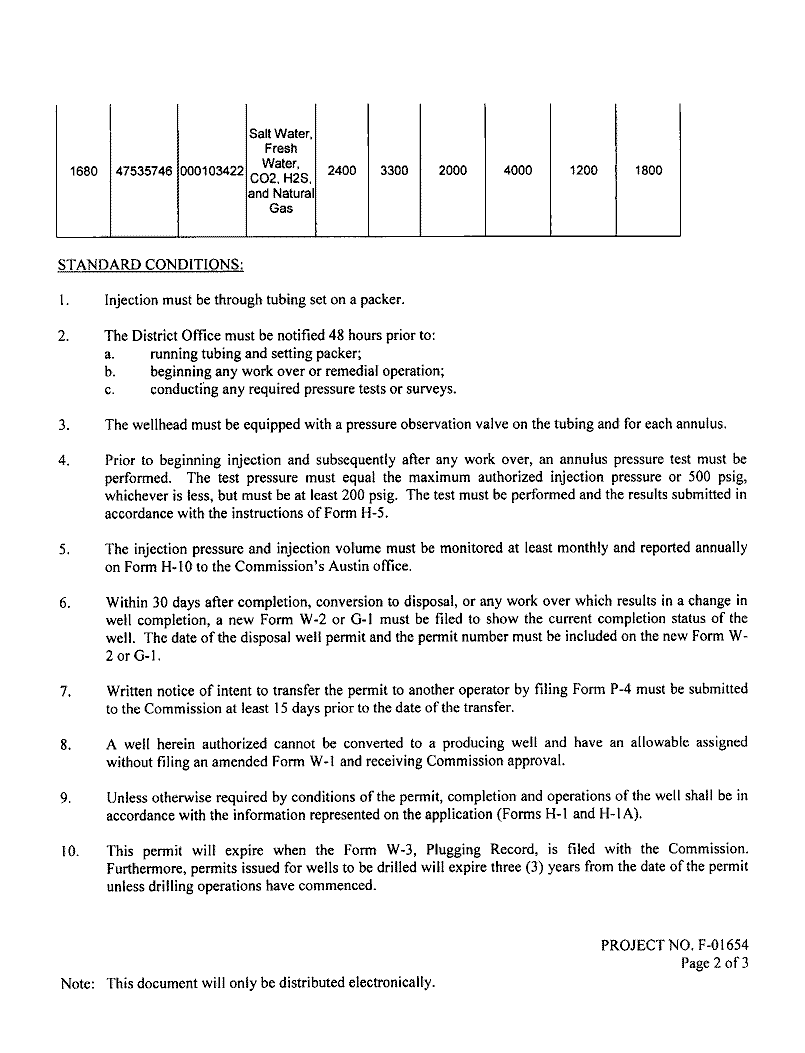 Salt Water,
Fresh
Water,
CO2, H2S,
and Natural
Gas
1680 47535746 000103422 2400 3300 2000 4000 1200 1800
STANDARD CONDITIONS:
1. Injection must be through tubing set on a packer.
2. The District Office must be notified 48 hours prior to:
a. running tubing and setting packer;
b. beginning any work over or remedial operation;
c. conducting any required pressure tests or surveys.
3. The wellhead must be equipped with a pressure observation valve on the tubing and for each annulus.
4. Prior to beginning injection and subsequently after any work over, an annulus pressure test must be
performed. The test pressure must equal the maximum authorized injection pressure or 500 psig,
whichever is less, but must be at least 200 psig. The test must be performed and the results submitted in
accordance with the instructions of Form H-5.
5. The injection pressure and injection volume must be monitored at least monthly and reported annually
on Form H-10 to the Commission's Austin office.
6. Within 30 days after completion, conversion to disposal, or any work over which results in a change in
well completion, a new Form W-2 or G-1 must be filed to show the current completion status of the
well. The date of the disposal well permit and the permit number must be included on the new Form W-
2 or G-1.
7. Written notice of intent to transfer the permit to another operator by filing Form P-4 must be submitted
to the Commission at least 15 days prior to the date of the transfer.
8. A well herein authorized cannot be converted to a producing well and have an allowable assigned
without filing an amended Form W-1 and receiving Commission approval.
9. Unless otherwise required by conditions of the permit, completion and operations of the well shall be in
accordance with the information represented on the application (Forms H-1 and H-1A).
10. This permit will expire when the Form W-3, Plugging Record, is filed with the Commission.
Furthermore, permits issued for wells to be drilled will expire three (3) years from the date of the permit
unless drilling operations have commenced.
PROJECT NO. F-01654
Page 2 of 3
Note: This document will only be distributed electronically.